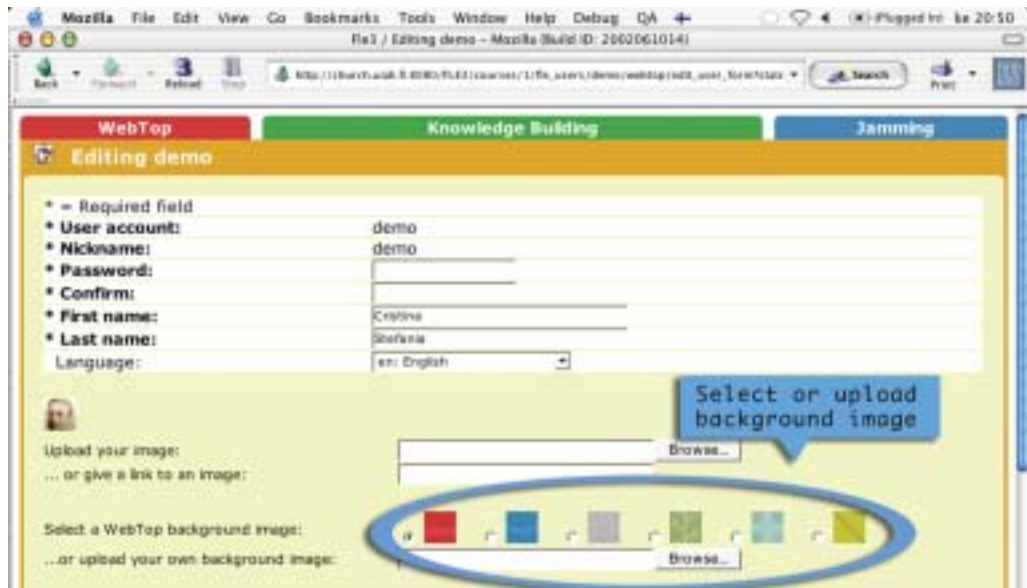 Mozilla File Edit View Go Bookmarks Tools Window Help Debug QA ke 20:50
Fle3 / Editing demo - Mozilla (Build ID: 2002061014)
Back Forward Reload Stop Search Print
WebTop Knowledge Building Jamming
Editing demo
* = Required field
* User account: demo
* Nickname: demo
* Password:
* Confirm:
* First name: Cristina
* Last name: Stefania
Language: en: English
Select or upload
background image
Upload your image: Browse...
... or give a link to an image:
Select a WebTop background image:
...or upload your own background image: Browse...